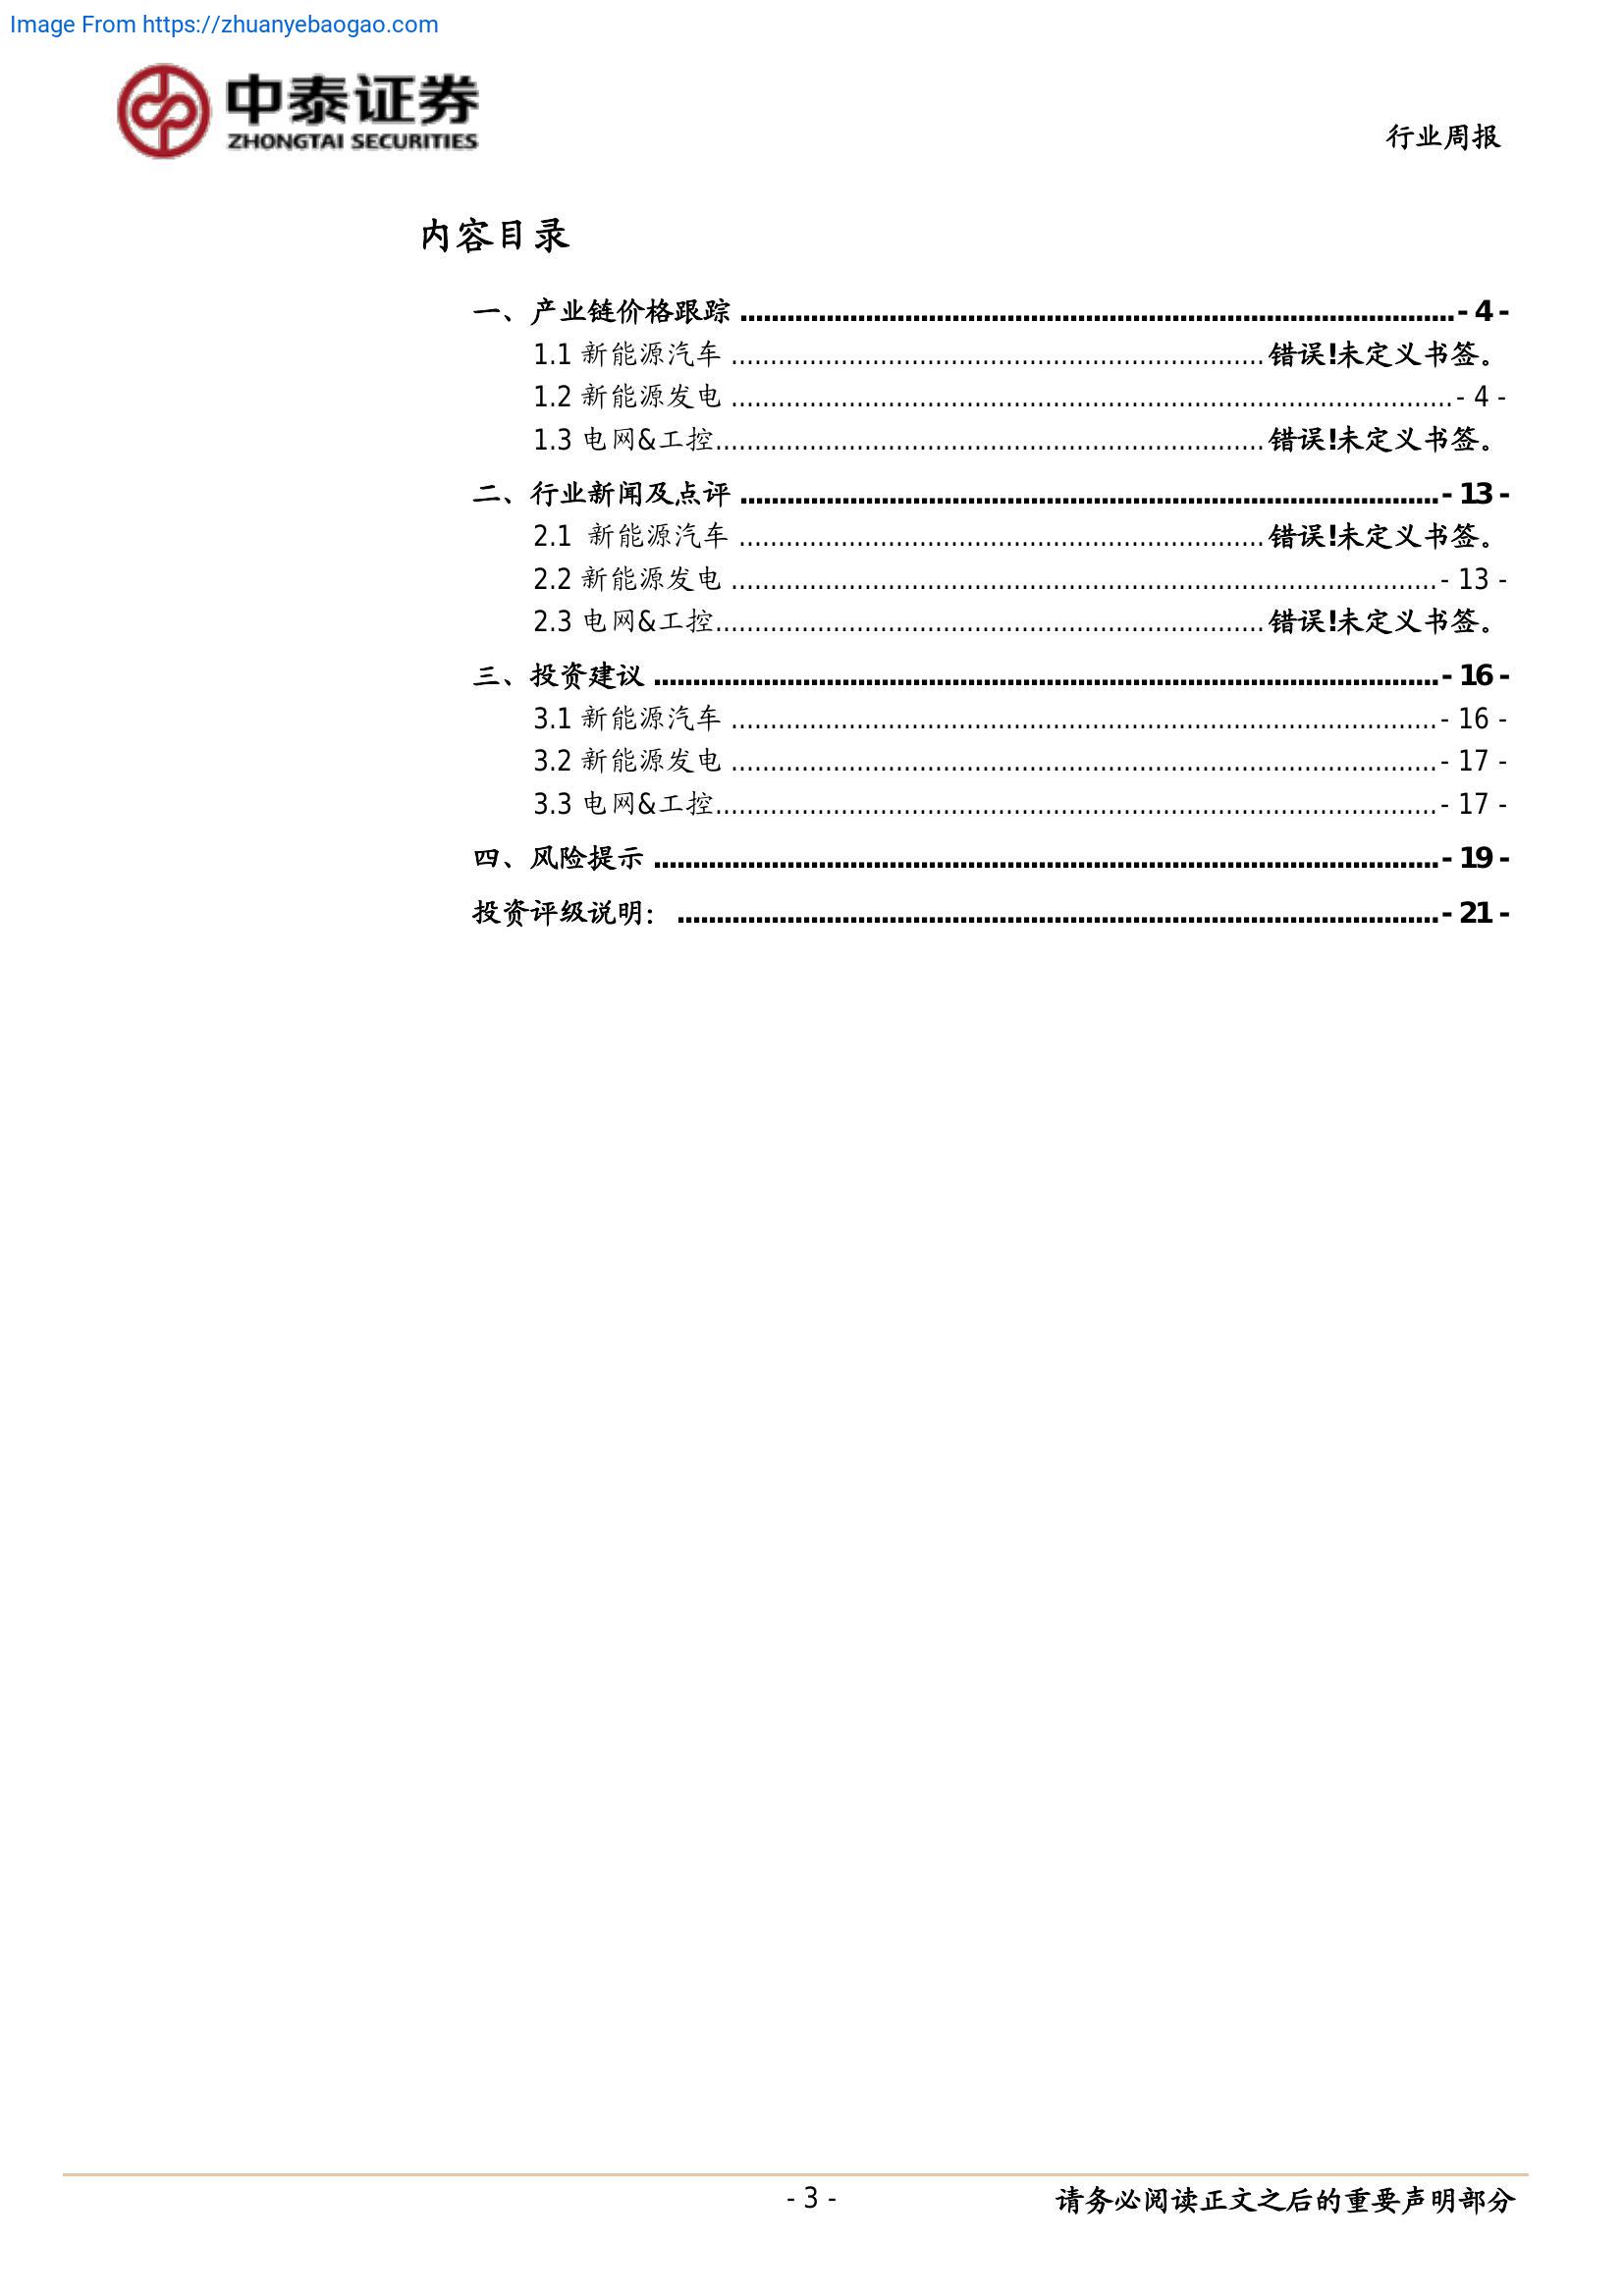 Image From https://zhuanyebaogao.com
中泰证券
ZHONGTAI SECURITIES
行业周报
内容目录
一、产业链价格跟踪 ........................................................................................... - 4 -
1.1 新能源汽车 .................................................................... 错误!未定义书签。
1.2 新能源发电 ............................................................................................ - 4 -
1.3 电网&工控...................................................................... 错误!未定义书签。
二、行业新闻及点评 ......................................................................................... - 13 -
2.1  新能源汽车 ................................................................... 错误!未定义书签。
2.2 新能源发电 .......................................................................................... - 13 -
2.3 电网&工控...................................................................... 错误!未定义书签。
三、投资建议 .................................................................................................... - 16 -
3.1 新能源汽车 .......................................................................................... - 16 -
3.2 新能源发电 .......................................................................................... - 17 -
3.3 电网&工控............................................................................................ - 17 -
四、风险提示 .................................................................................................... - 19 -
投资评级说明： ................................................................................................. - 21 -
- 3 -
请务必阅读正文之后的重要声明部分